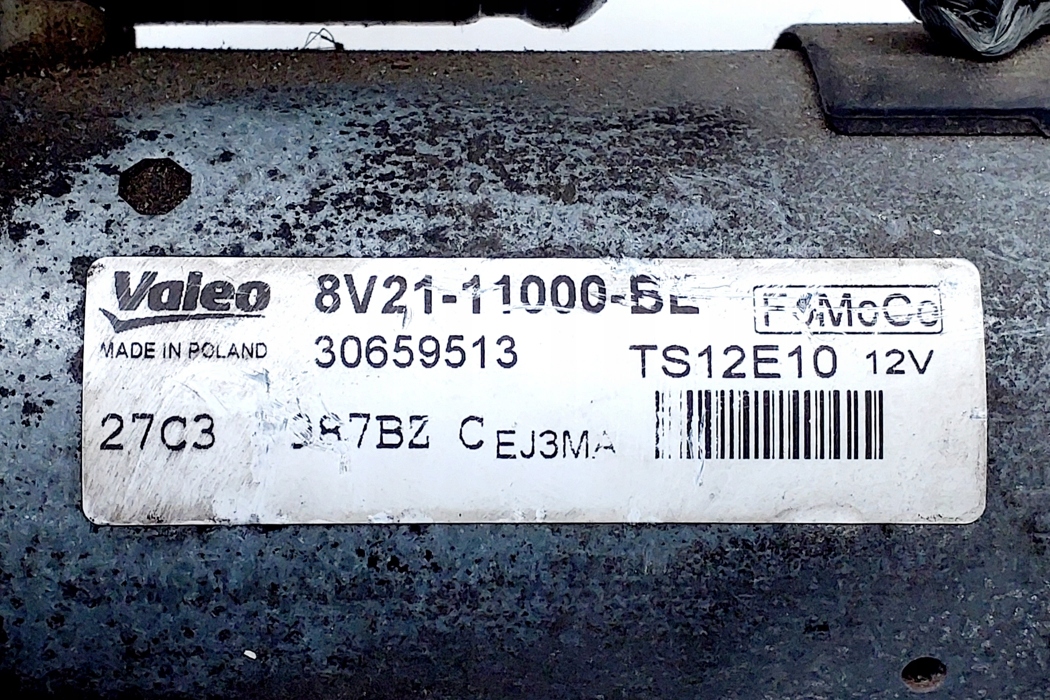 Valeo 8V21-11000-BE FoMoCo
MADE IN POLAND 30659513 TS12E10 12V
27C3 C EJ3MA